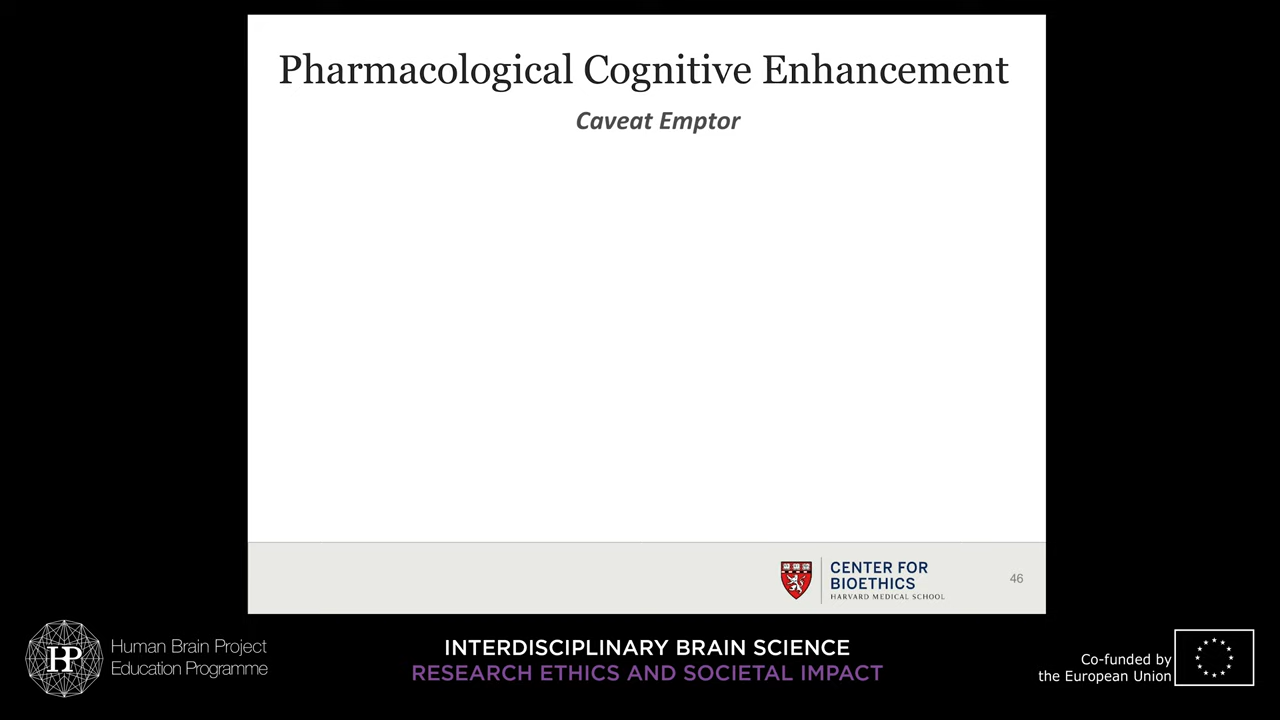 Pharmacological Cognitive Enhancement
Caveat Emptor
CENTER FOR
BIOETHICS
HARVARD MEDICAL SCHOOL
46
HP
Human Brain Project
Education Programme
INTERDISCIPLINARY BRAIN SCIENCE
RESEARCH ETHICS AND SOCIETAL IMPACT
Co-funded by
the European Union